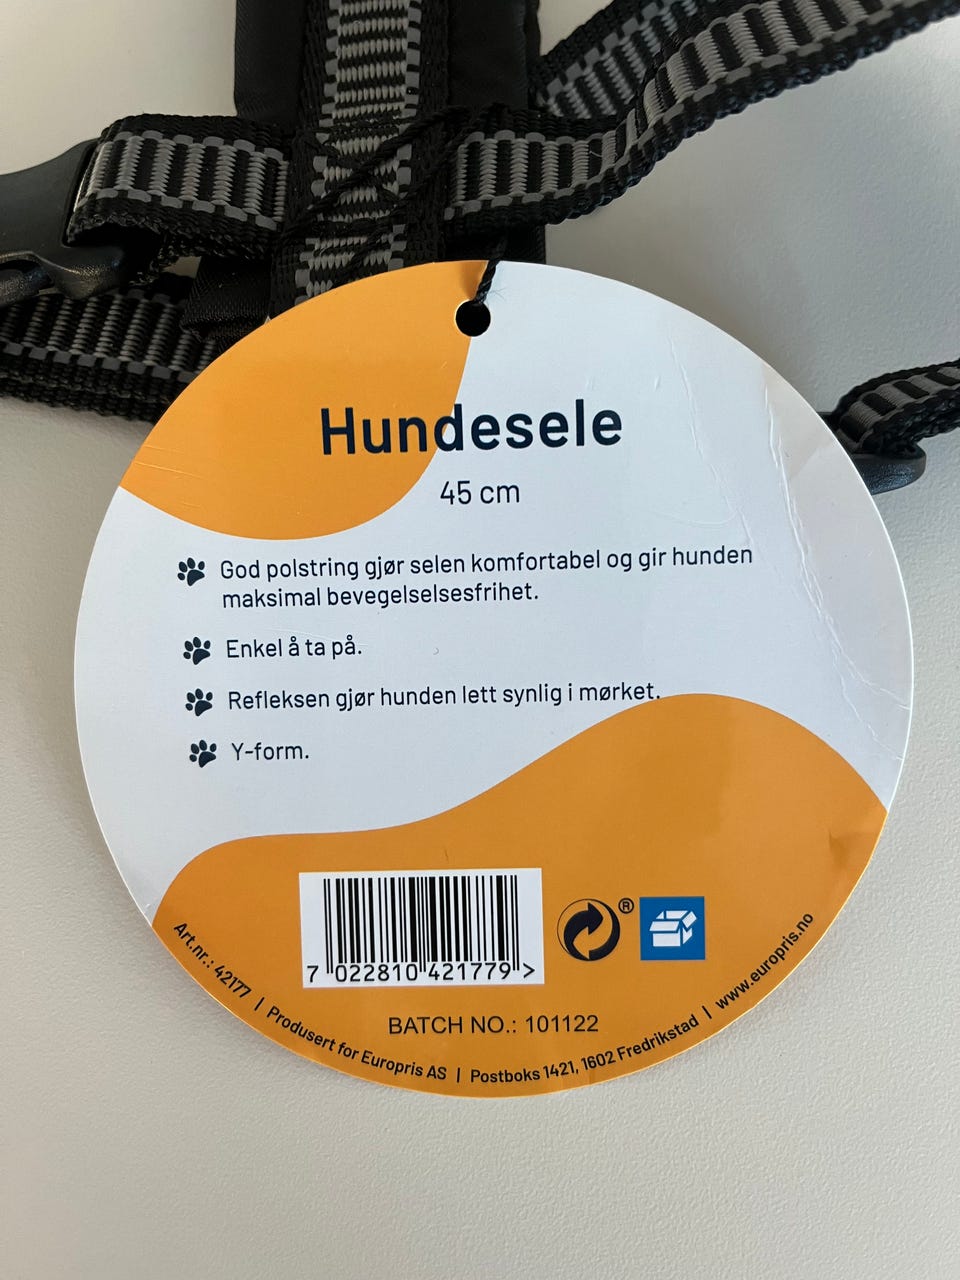 Hundesele
45 cm
God polstring gjør selen komfortabel og gir hunden
maksimal bevegelselsesfrihet.
Enkel å ta på.
Refleksen gjør hunden lett synlig i mørket.
Y-form.
7 022810 421779 >
®
BATCH NO.: 101122
Art.nr.: 42177 | Produsert for Europris AS | Postboks 1421, 1602 Fredrikstad | www.europris.no